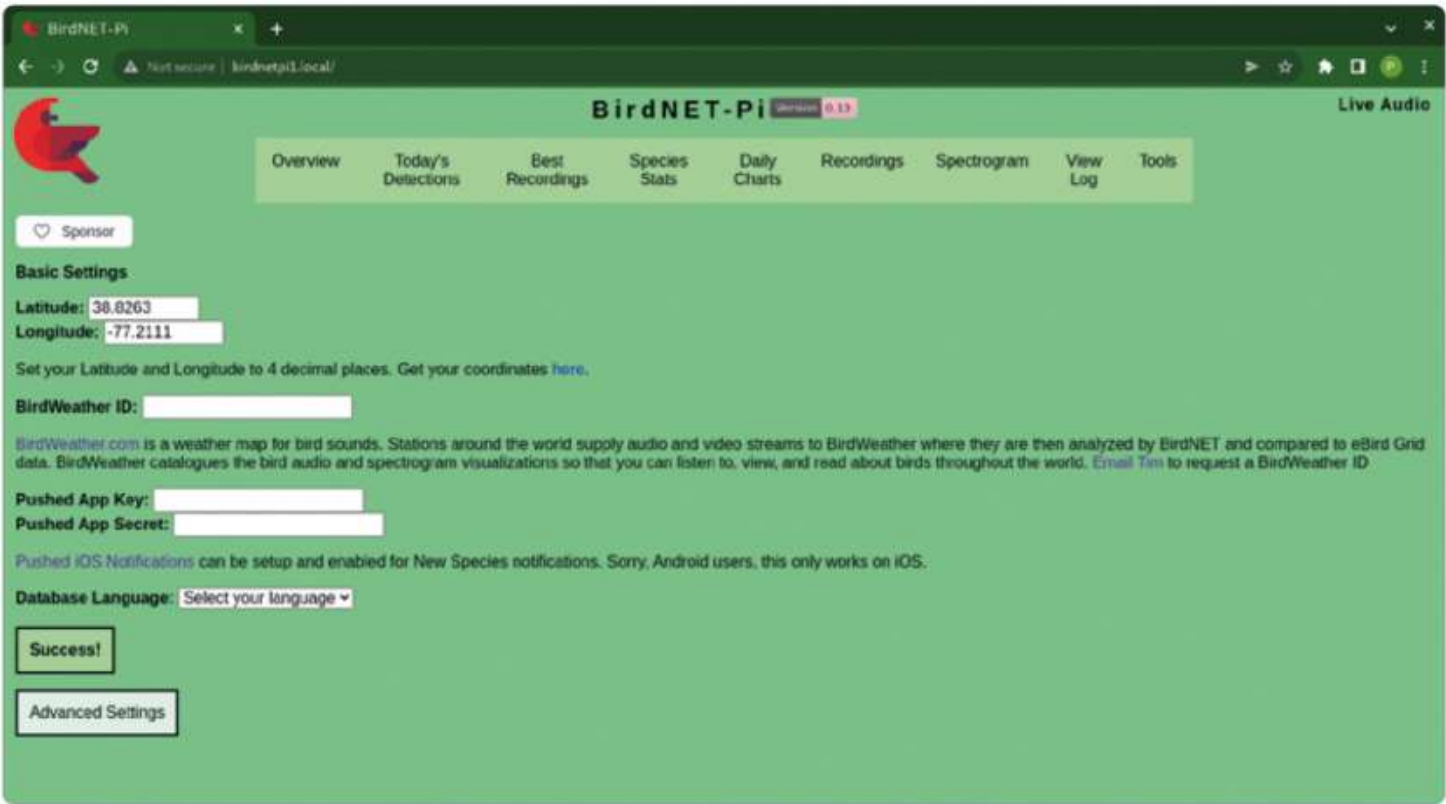 BirdNET-Pi
Not secure | birdnetpi1.local/
P
BirdNET-Pi Version 0.13
Live Audio
Overview Today's Detections Best Recordings Species Stats Daily Charts Recordings Spectrogram View Log Tools
Sponsor
Basic Settings
Latitude: 38.8263
Longitude: -77.2111
Set your Latitude and Longitude to 4 decimal places. Get your coordinates here.
BirdWeather ID:
BirdWeather.com is a weather map for bird sounds. Stations around the world supply audio and video streams to BirdWeather where they are then analyzed by BirdNET and compared to eBird Grid
data. BirdWeather catalogues the bird audio and spectrogram visualizations so that you can listen to, view, and read about birds throughout the world. Email Tim to request a BirdWeather ID
Pushed App Key:
Pushed App Secret:
Pushed iOS Notifications can be setup and enabled for New Species notifications. Sorry, Android users, this only works on iOS.
Database Language: Select your language
Success!
Advanced Settings